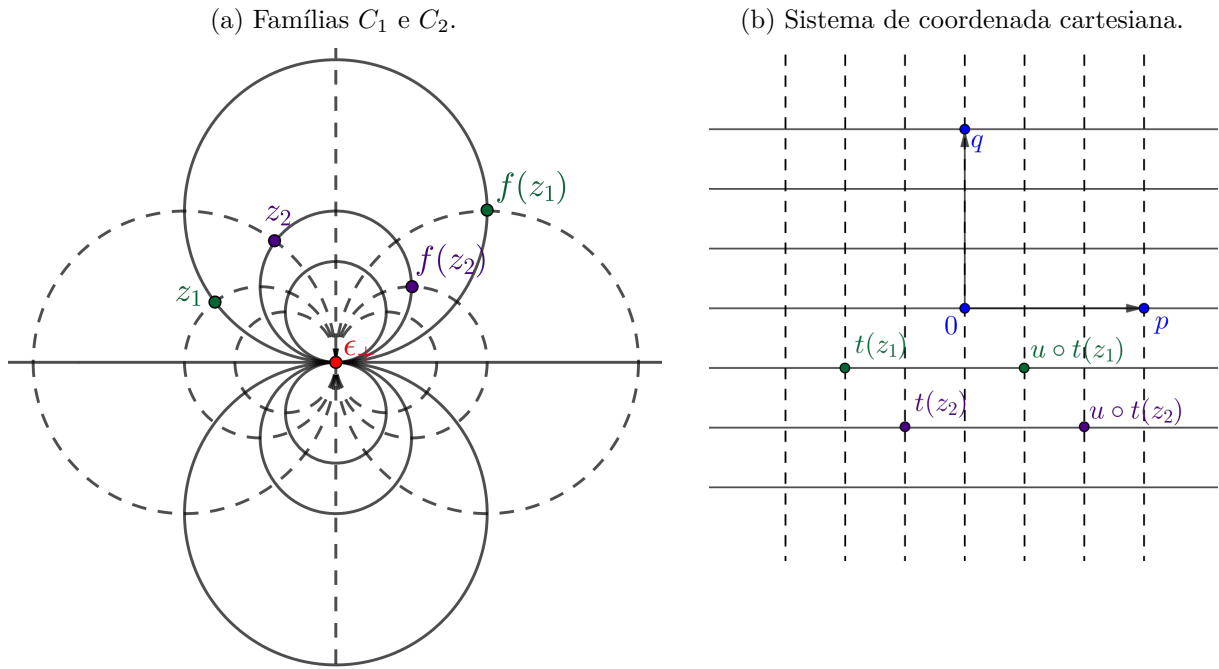 (a) Famílias C₁ e C₂.
f(z₁)
z₂
f(z₂)
z₁
(b) Sistema de coordenada cartesiana.
q
0
p
t(z₁)
u ∘ t(z₁)
t(z₂)
u ∘ t(z₂)